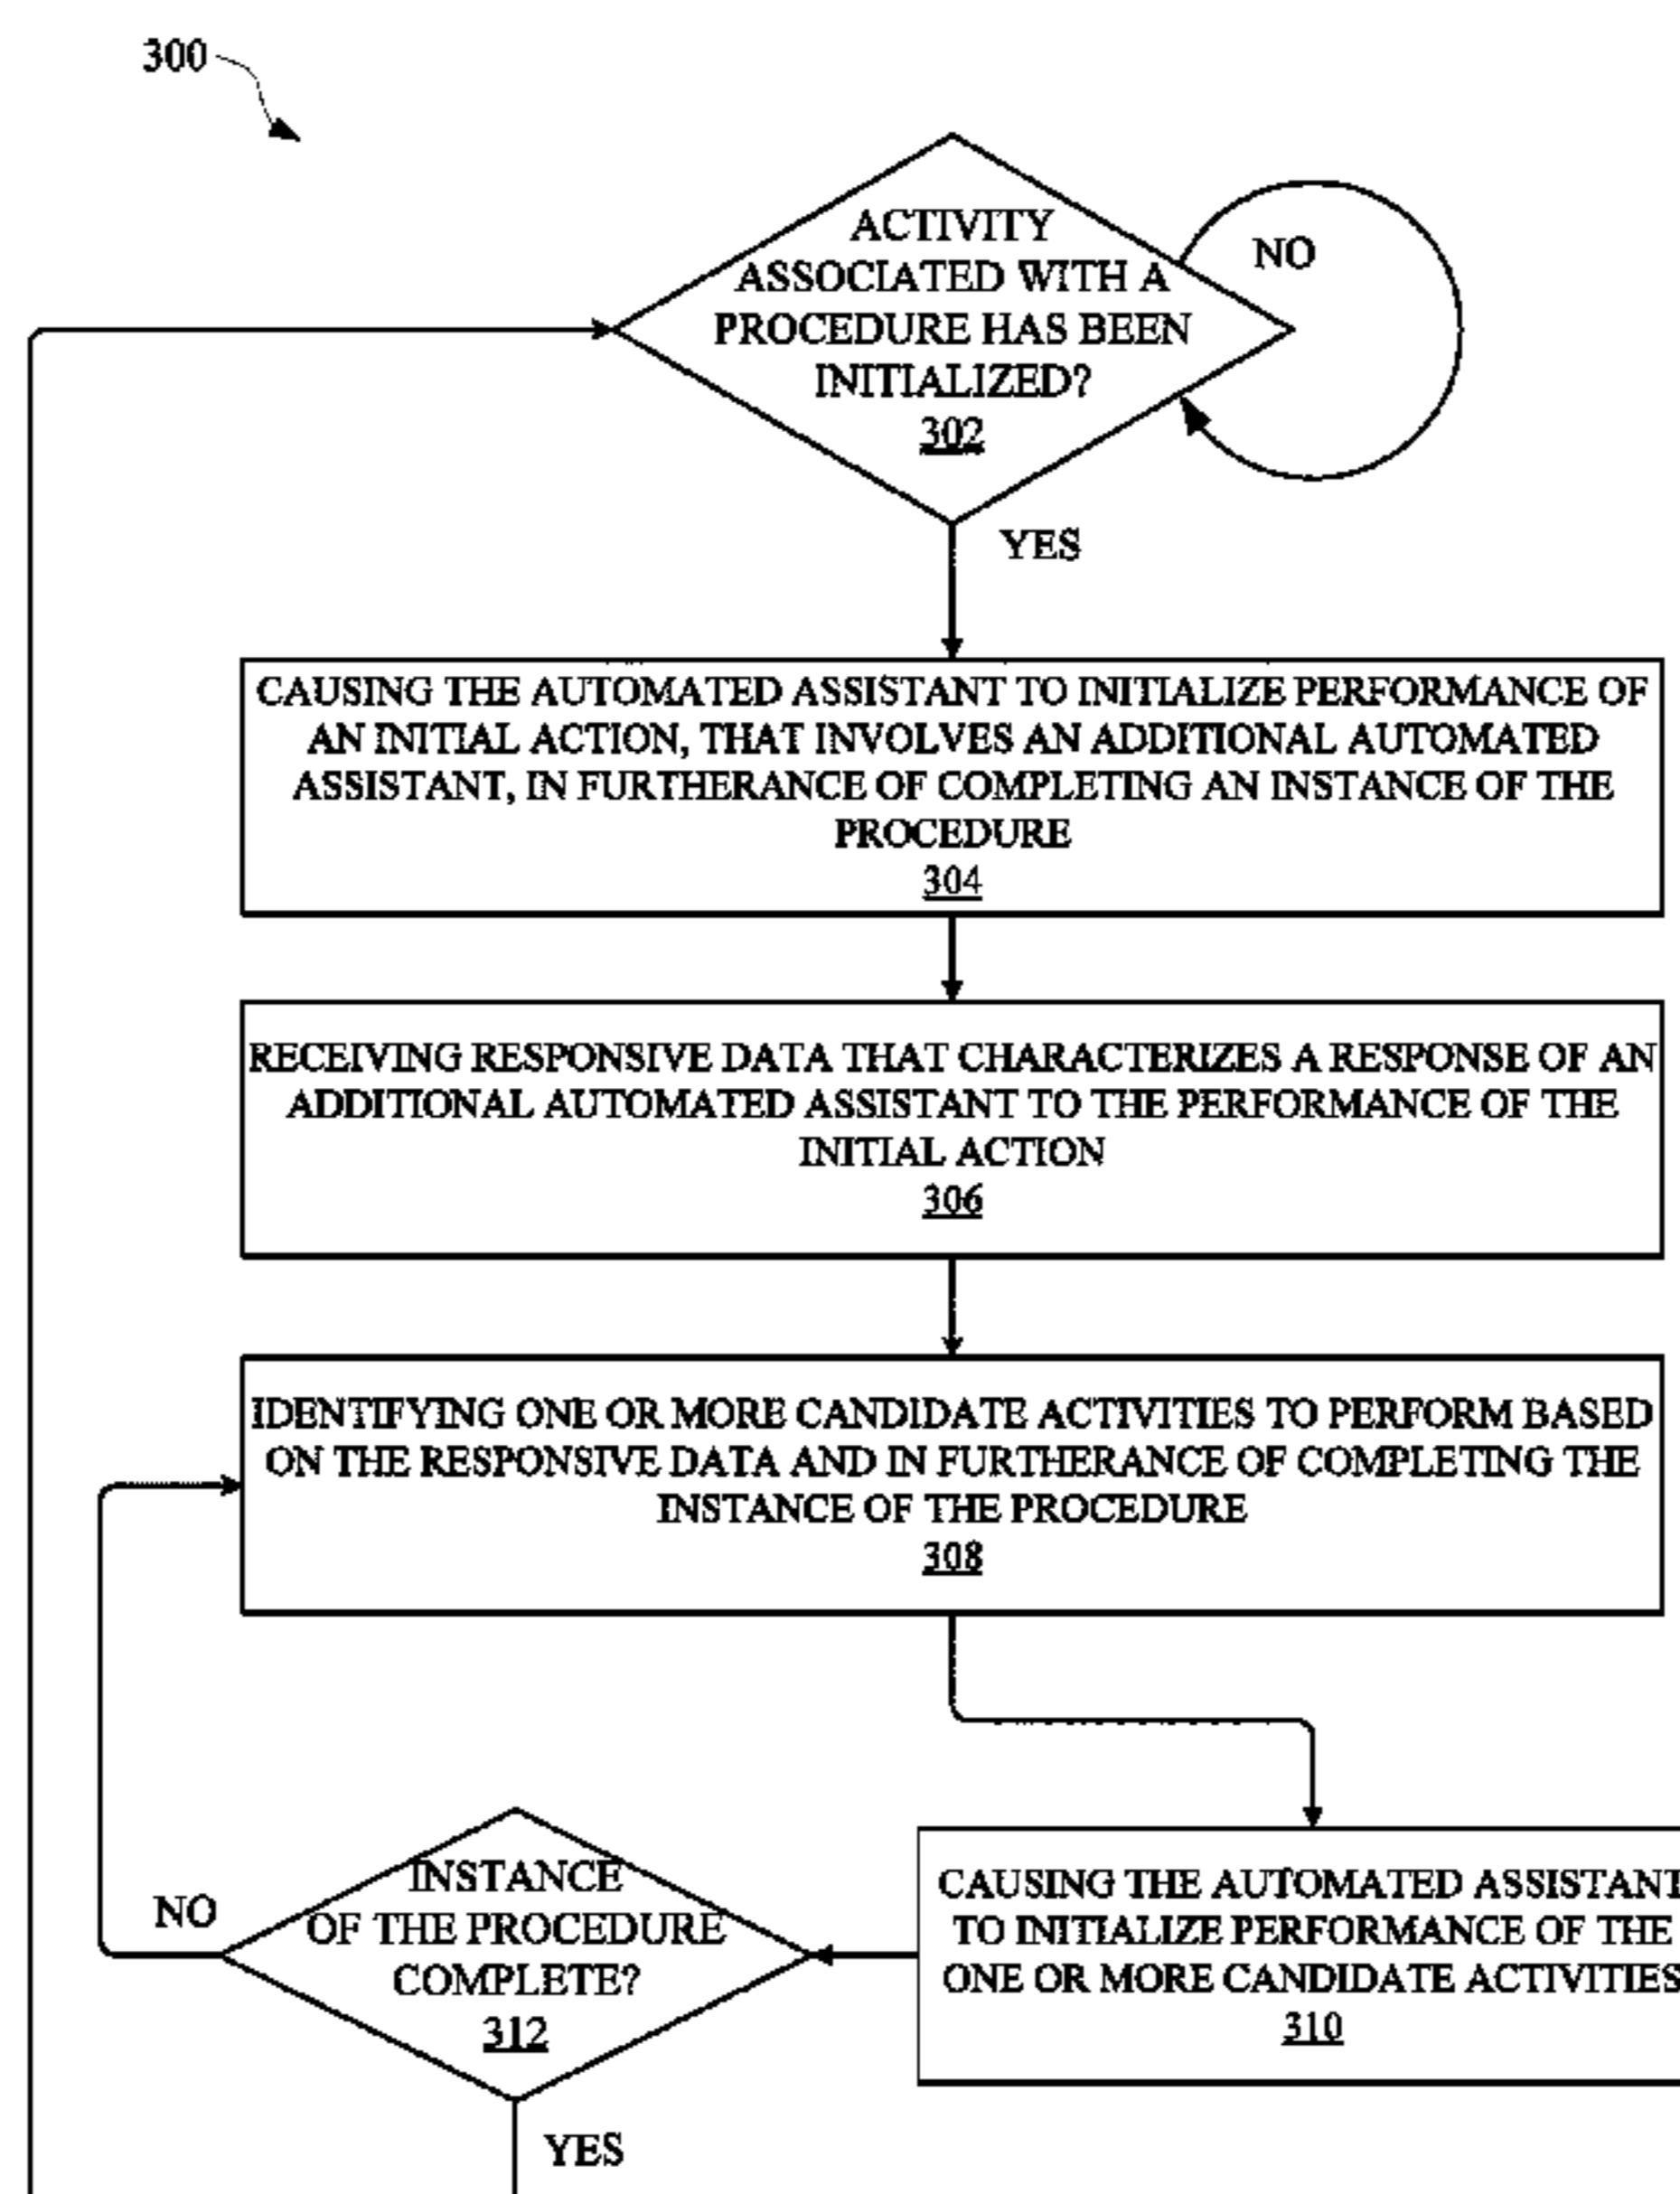 300
ACTIVITY
ASSOCIATED WITH A
PROCEDURE HAS BEEN
INITIALIZED?
302
NO
YES
CAUSING THE AUTOMATED ASSISTANT TO INITIALIZE PERFORMANCE OF
AN INITIAL ACTION, THAT INVOLVES AN ADDITIONAL AUTOMATED
ASSISTANT, IN FURTHERANCE OF COMPLETING AN INSTANCE OF THE
PROCEDURE
304
RECEIVING RESPONSIVE DATA THAT CHARACTERIZES A RESPONSE OF AN
ADDITIONAL AUTOMATED ASSISTANT TO THE PERFORMANCE OF THE
INITIAL ACTION
306
IDENTIFYING ONE OR MORE CANDIDATE ACTIVITIES TO PERFORM BASED
ON THE RESPONSIVE DATA AND IN FURTHERANCE OF COMPLETING THE
INSTANCE OF THE PROCEDURE
308
CAUSING THE AUTOMATED ASSISTANT
TO INITIALIZE PERFORMANCE OF THE
ONE OR MORE CANDIDATE ACTIVITIES
310
INSTANCE
OF THE PROCEDURE
COMPLETE?
312
NO
YES